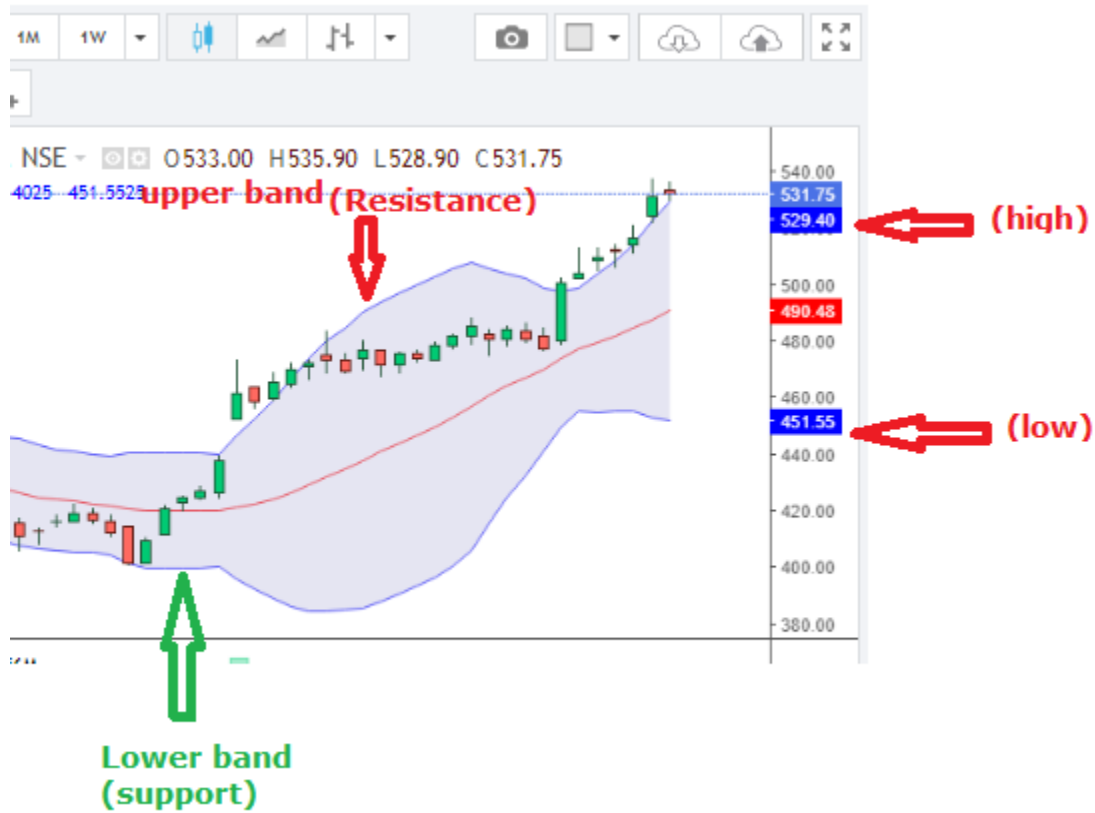 1M 1W
NSE O533.00 H535.90 L528.90 C531.75
4025 451.5525
upper band (Resistance)
540.00
531.75
529.40
(high)
500.00
490.48
480.00
460.00
451.55
(low)
440.00
420.00
400.00
380.00
Lower band
(support)